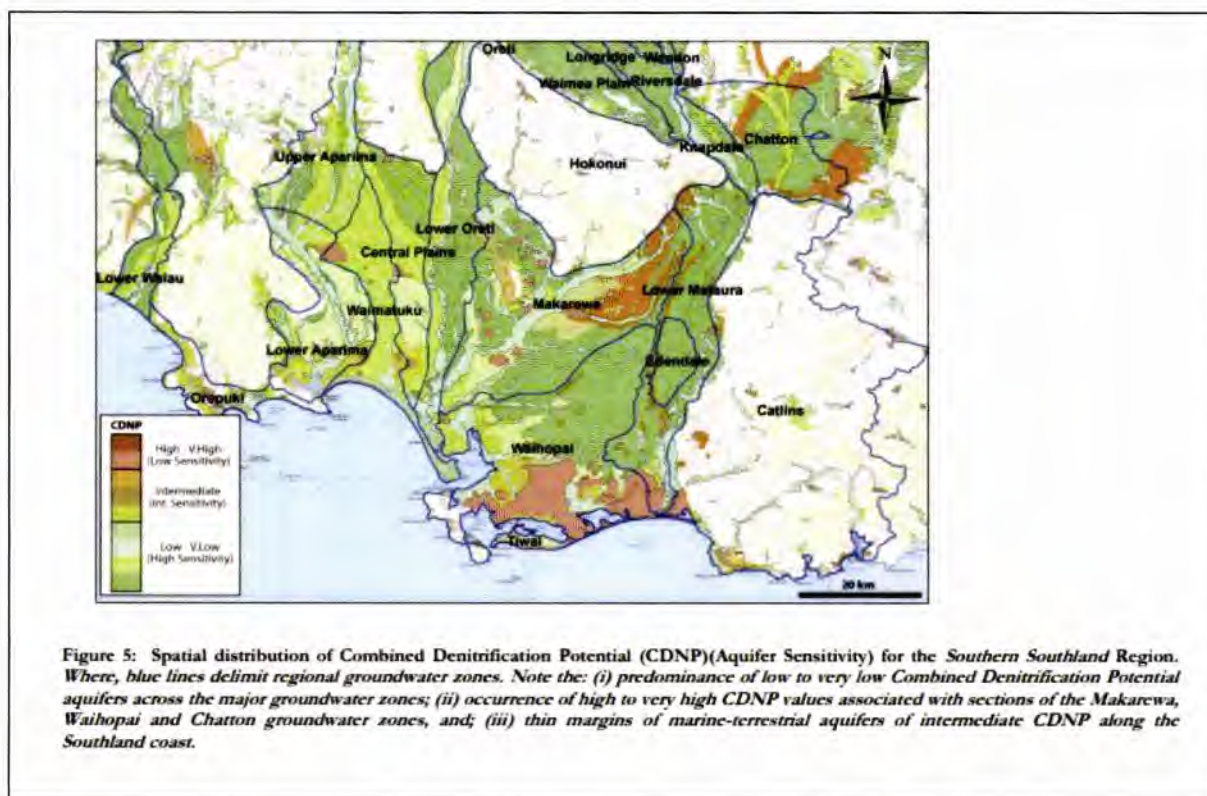 N
Oreti
Longridge Wendon
Waimea Plain Riversdale
Upper Aparima
Hokonui
Knapdale
Chatton
Lower Oreti
Central Plains
Lower Waiau
Makarewa
Lower Mataura
Waimatuku
Lower Aparima
Edendale
Orepuki
Catlins
Waihopai
Tiwai
20 km
CDNP
High V.High
(Low Sensitivity)
Intermediate
(Int. Sensitivity)
Low V.Low
(High Sensitivity)
Figure 5: Spatial distribution of Combined Denitrification Potential (CDNP)(Aquifer Sensitivity) for the Southern Southland Region.
Where, blue lines delimit regional groundwater zones. Note the: (i) predominance of low to very low Combined Denitrification Potential
aquifers across the major groundwater zones; (ii) occurrence of high to very high CDNP values associated with sections of the Makarewa,
Waihopai and Chatton groundwater zones, and; (iii) thin margins of marine-terrestrial aquifers of intermediate CDNP along the
Southland coast.